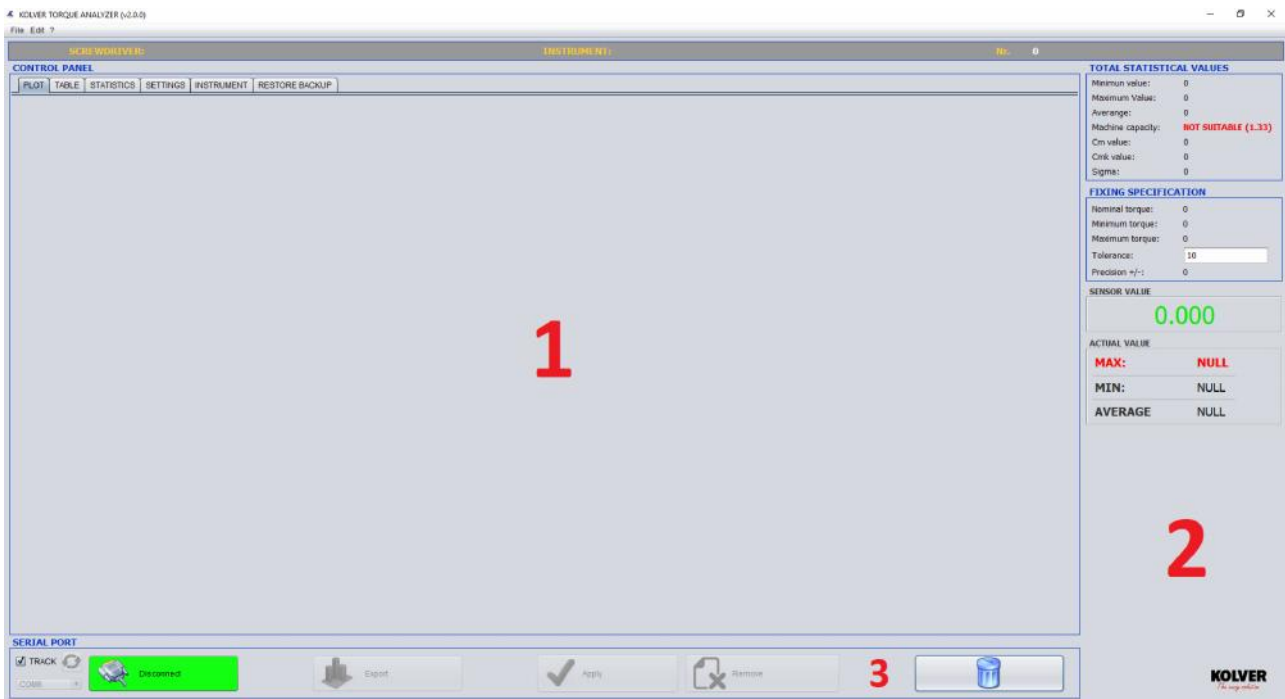 KOLVER TORQUE ANALYZER (v2.0.0)
File Edit ?
SCREWDRIVER: INSTRUMENT: Nr. 0
CONTROL PANEL
PLOT TABLE STATISTICS SETTINGS INSTRUMENT RESTORE BACKUP
1
TOTAL STATISTICAL VALUES
Minimun value: 0
Maximum Value: 0
Averange: 0
Machine capacity: NOT SUITABLE (1.33)
Cm value: 0
Cmk value: 0
Sigma: 0
FIXING SPECIFICATION
Nominal torque: 0
Minimum torque: 0
Maximum torque: 0
Tolerance: 10
Precision +/-: 0
SENSOR VALUE
0.000
ACTUAL VALUE
MAX: NULL
MIN: NULL
AVERAGE NULL
2
SERIAL PORT
TRACK
Disconned Export Apply Remove 3
KOLVER